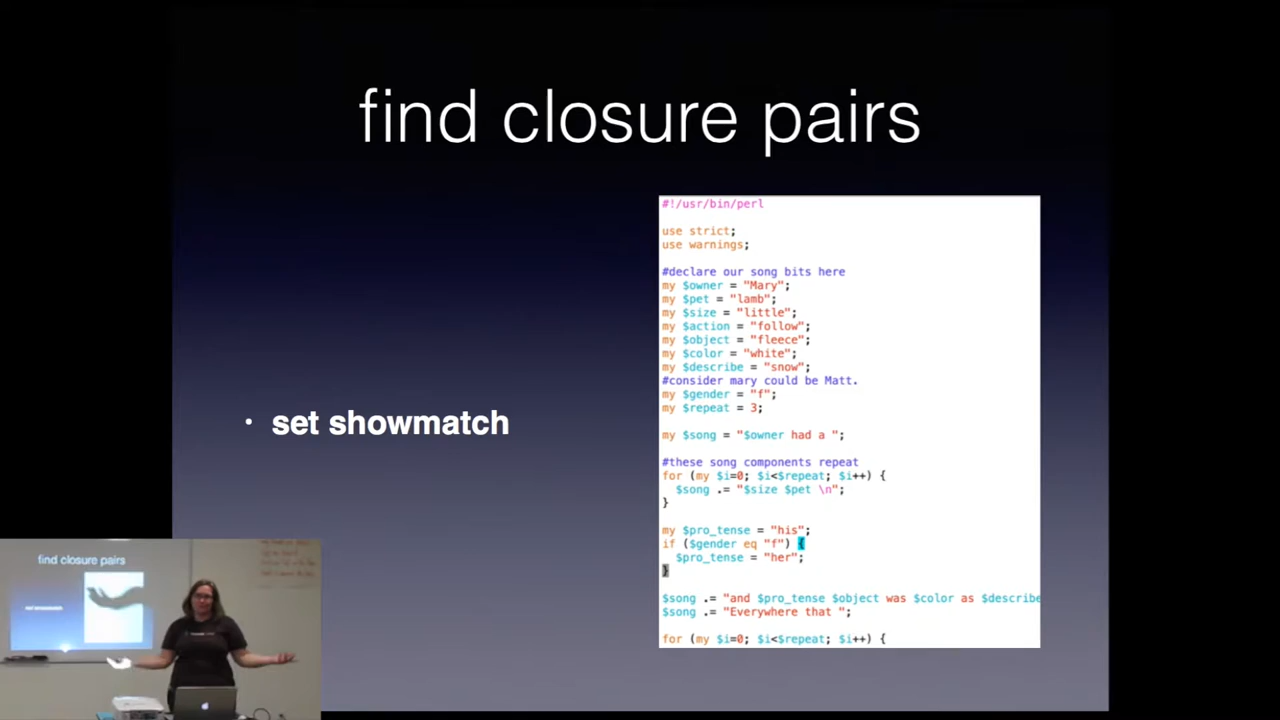 find closure pairs
• set showmatch
#!/usr/bin/perl
use strict;
use warnings;
#declare our song bits here
my $owner = "Mary";
my $pet = "lamb";
my $size = "little";
my $action = "follow";
my $object = "fleece";
my $color = "white";
my $describe = "snow";
#consider mary could be Matt.
my $gender = "f";
my $repeat = 3;
my $song = "$owner had a ";
#these song components repeat
for (my $i=0; $i<$repeat; $i++) {
  $song .= "$size $pet \n";
}
my $pro_tense = "his";
if ($gender eq "f") {
  $pro_tense = "her";
}
$song .= "and $pro_tense $object was $color as $describe
$song .= "Everywhere that ";
for (my $i=0; $i<$repeat; $i++) {
find closure pairs
set showmatch